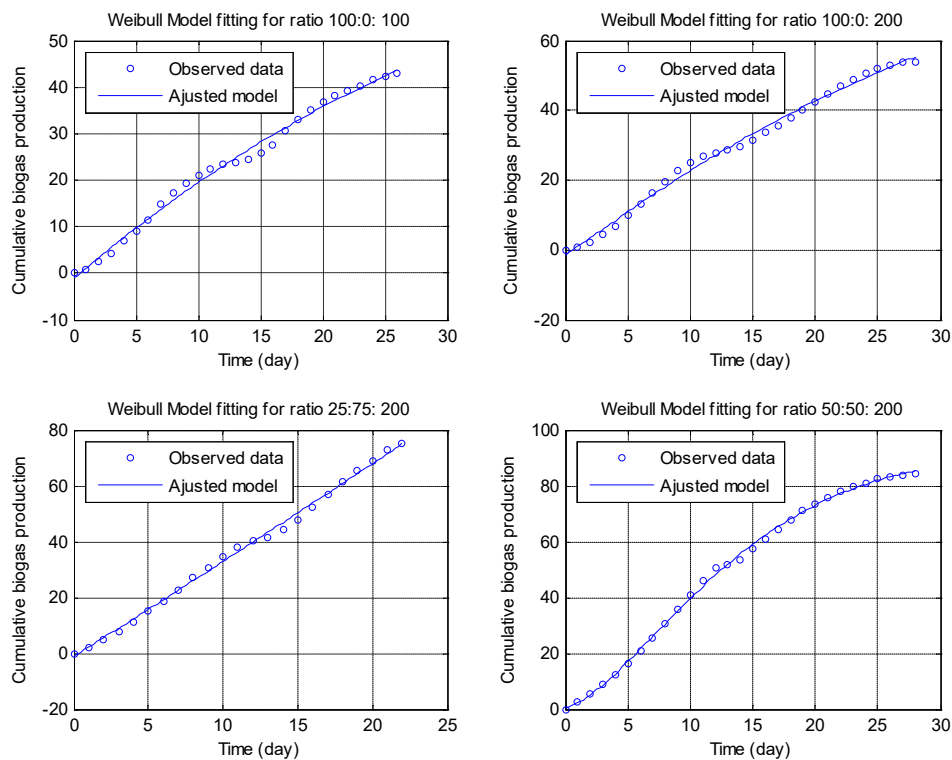 Weibull Model fitting for ratio 100:0: 100
50
40
30
20
10
0
-10
0 5 10 15 20 25 30
Cumulative biogas production
Time (day)
Observed data
Ajusted model
Weibull Model fitting for ratio 100:0: 200
60
40
20
0
-20
0 5 10 15 20 25 30
Cumulative biogas production
Time (day)
Observed data
Ajusted model
Weibull Model fitting for ratio 25:75: 200
80
60
40
20
0
-20
0 5 10 15 20 25
Cumulative biogas production
Time (day)
Observed data
Ajusted model
Weibull Model fitting for ratio 50:50: 200
100
80
60
40
20
0
0 5 10 15 20 25 30
Cumulative biogas production
Time (day)
Observed data
Ajusted model